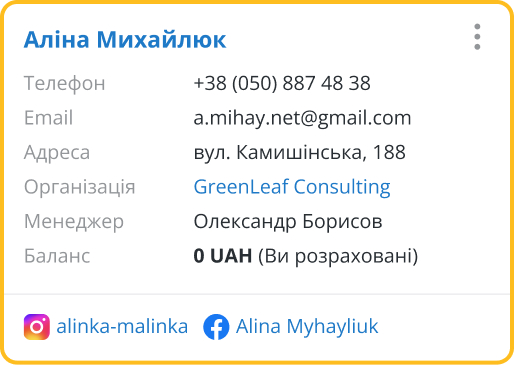 Аліна Михайлюк
Телефон +38 (050) 887 48 38
Email a.mihay.net@gmail.com
Адреса вул. Камишінська, 188
Організація GreenLeaf Consulting
Менеджер Олександр Борисов
Баланс 0 UAH (Ви розраховані)
alinka-malinka Alina Myhayliuk